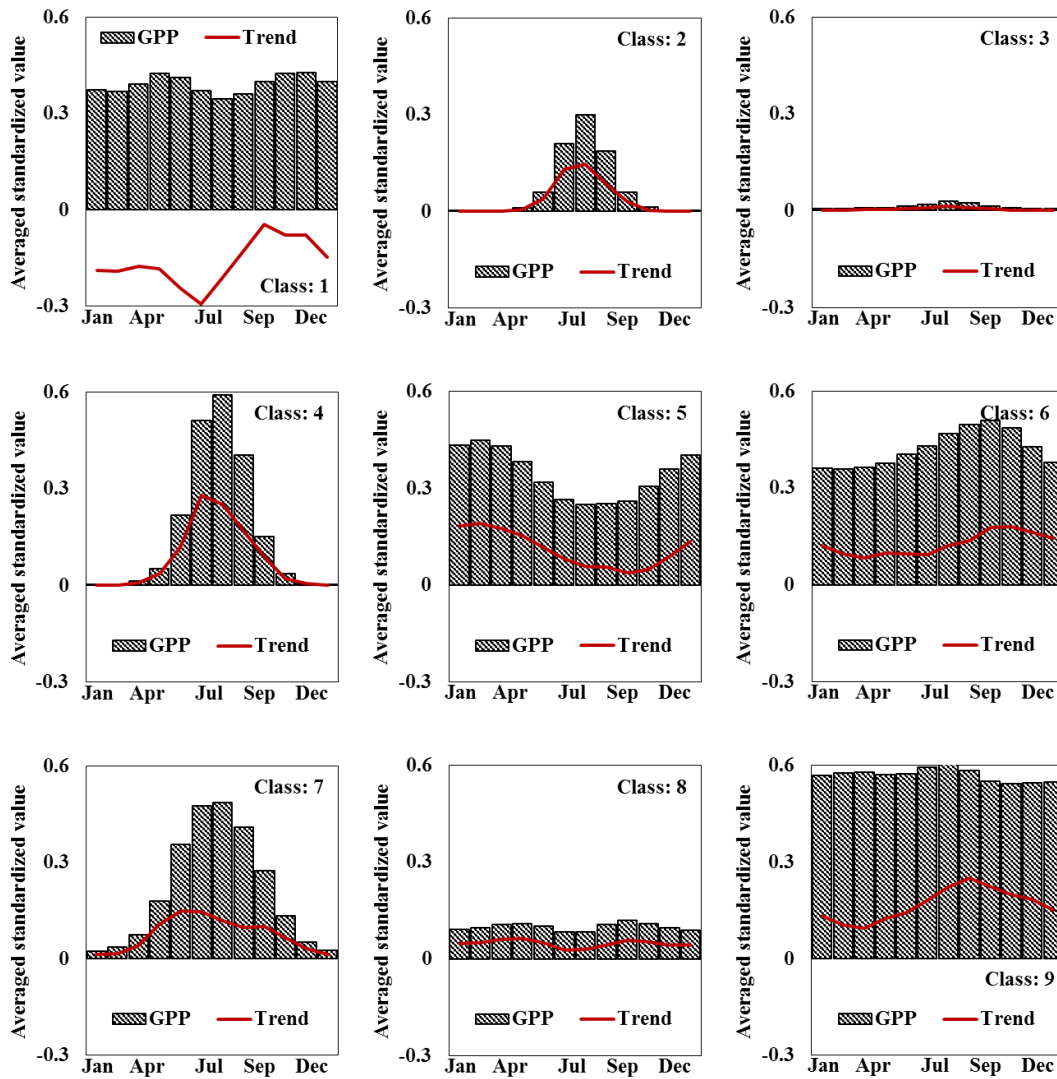 Averaged standardized value
0.6
0.3
0
-0.3
GPP Trend
Class: 1
Jan Apr Jul Sep Dec
Averaged standardized value
0.6
0.3
0
-0.3
Class: 2
GPP Trend
Jan Apr Jul Sep Dec
Averaged standardized value
0.6
0.3
0
-0.3
Class: 3
GPP Trend
Jan Apr Jul Sep Dec
Averaged standardized value
0.6
0.3
0
-0.3
Class: 4
GPP Trend
Jan Apr Jul Sep Dec
Averaged standardized value
0.6
0.3
0
-0.3
Class: 5
GPP Trend
Jan Apr Jul Sep Dec
Averaged standardized value
0.6
0.3
0
-0.3
Class: 6
GPP Trend
Jan Apr Jul Sep Dec
Averaged standardized value
0.6
0.3
0
-0.3
Class: 7
GPP Trend
Jan Apr Jul Sep Dec
Averaged standardized value
0.6
0.3
0
-0.3
Class: 8
GPP Trend
Jan Apr Jul Sep Dec
Averaged standardized value
0.6
0.3
0
-0.3
Class: 9
GPP Trend
Jan Apr Jul Sep Dec